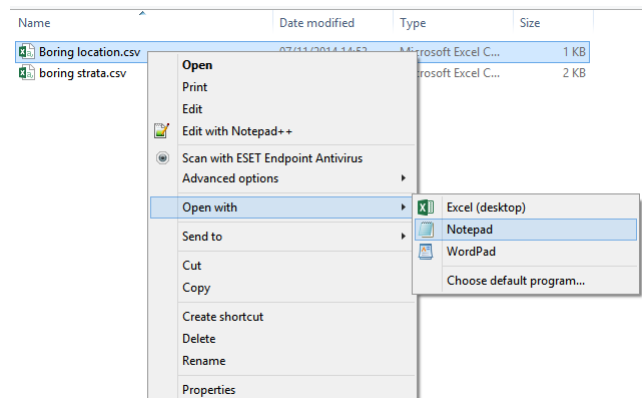 Name Date modified Type Size
Boring location.csv 07/11/2014 14:52 Microsoft Excel C... 1 KB
boring strata.csv Microsoft Excel C... 2 KB
Open
Print
Edit
Edit with Notepad++
Scan with ESET Endpoint Antivirus
Advanced options
Open with
Excel (desktop)
Notepad
WordPad
Choose default program...
Send to
Cut
Copy
Create shortcut
Delete
Rename
Properties